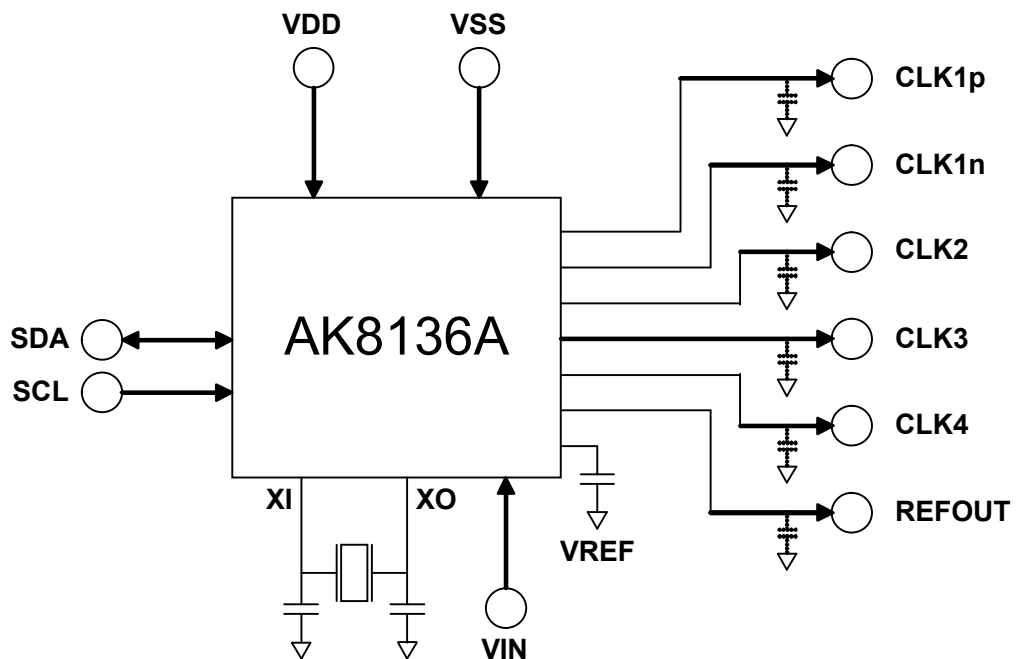 VDD
VSS
CLK1p
CLK1n
CLK2
SDA
AK8136A
CLK3
SCL
CLK4
XI
XO
REFOUT
VREF
VIN